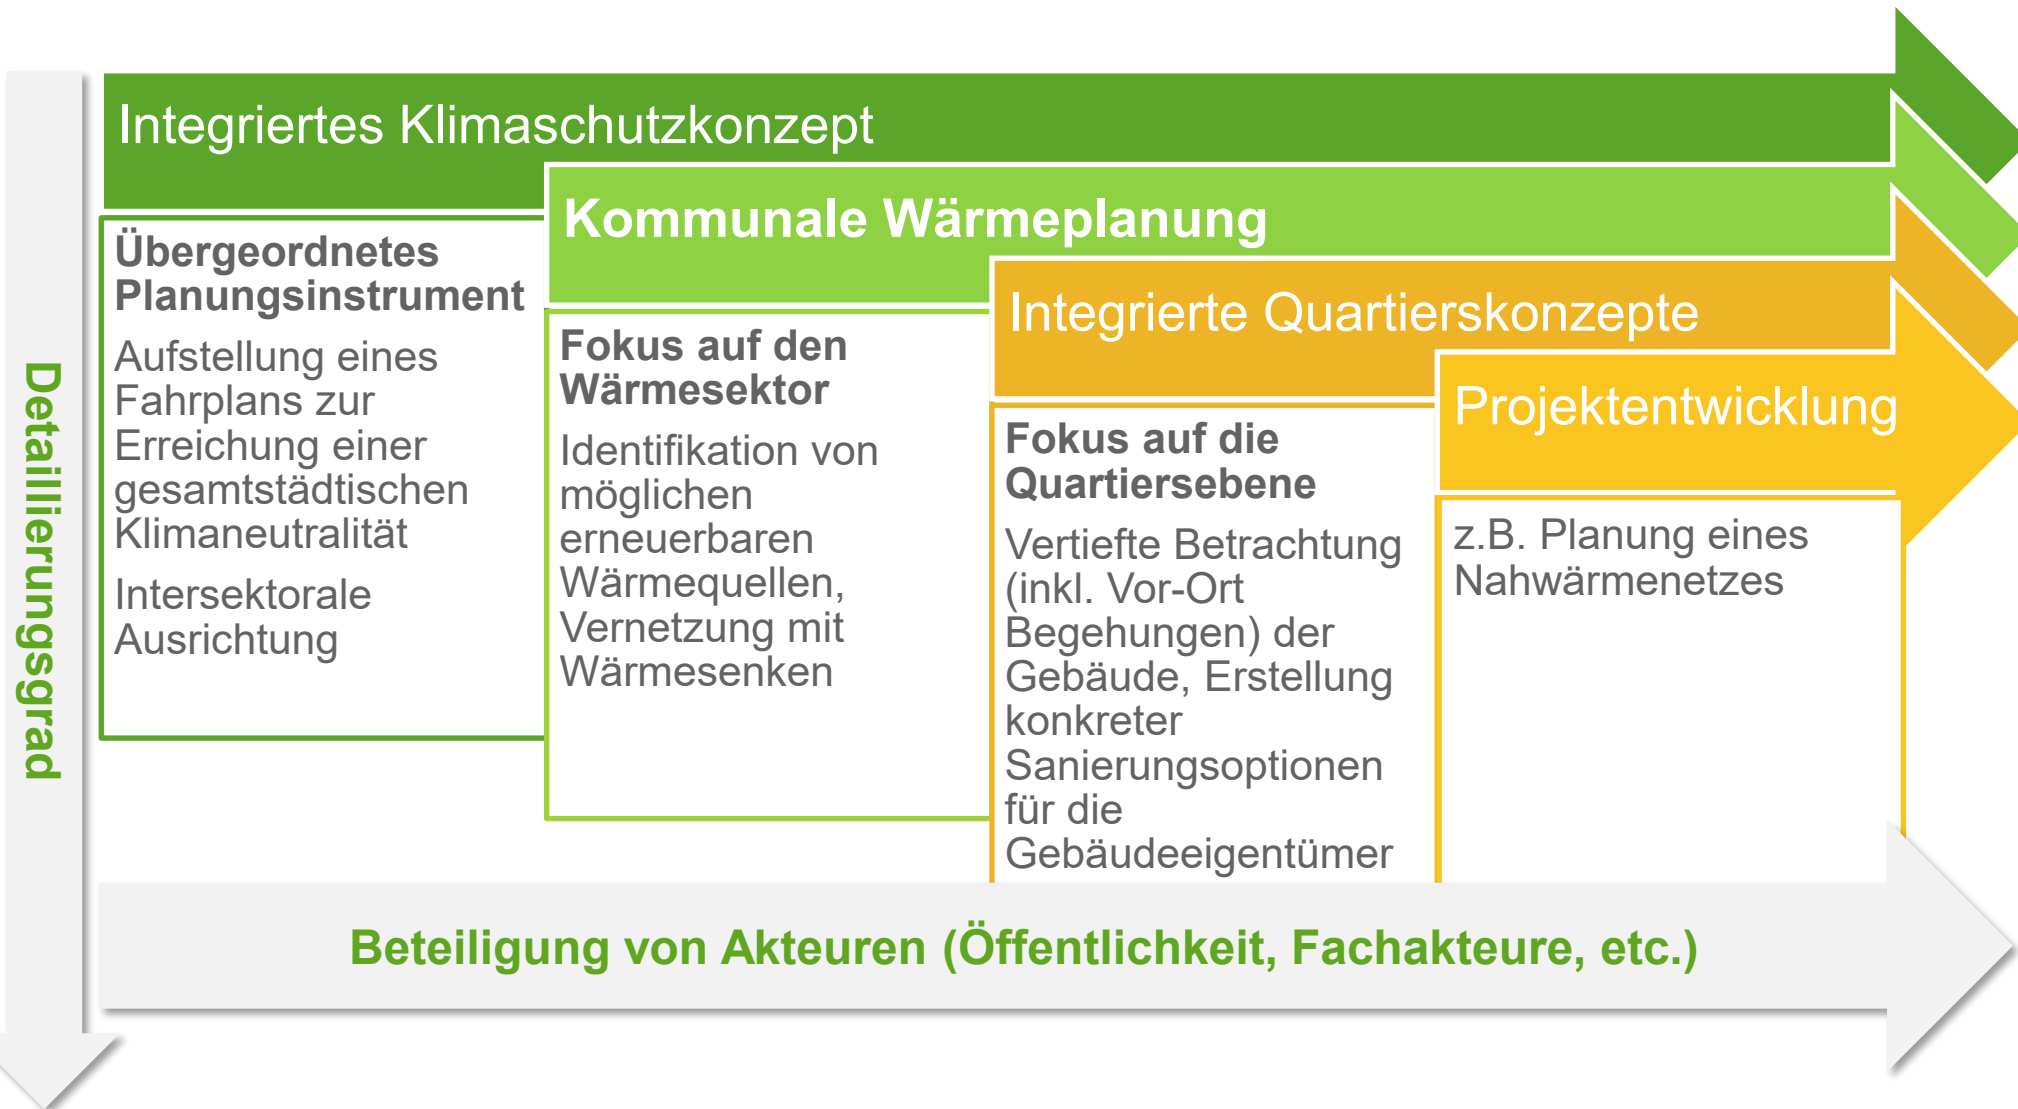 Integriertes Klimaschutzkonzept
Übergeordnetes
Planungsinstrument
Aufstellung eines
Fahrplans zur
Erreichung einer
gesamtstädtischen
Klimaneutralität
Intersektorale
Ausrichtung
Kommunale Wärmeplanung
Fokus auf den
Wärmesektor
Identifikation von
möglichen
erneuerbaren
Wärmequellen,
Vernetzung mit
Wärmesenken
Integrierte Quartierskonzepte
Fokus auf die
Quartiersebene
Vertiefte Betrachtung
(inkl. Vor-Ort
Begehungen) der
Gebäude, Erstellung
konkreter
Sanierungsoptionen
für die
Gebäudeeigentümer
Projektentwicklung
z.B. Planung eines
Nahwärmenetzes
Detaillierungsgrad
Beteiligung von Akteuren (Öffentlichkeit, Fachakteure, etc.)